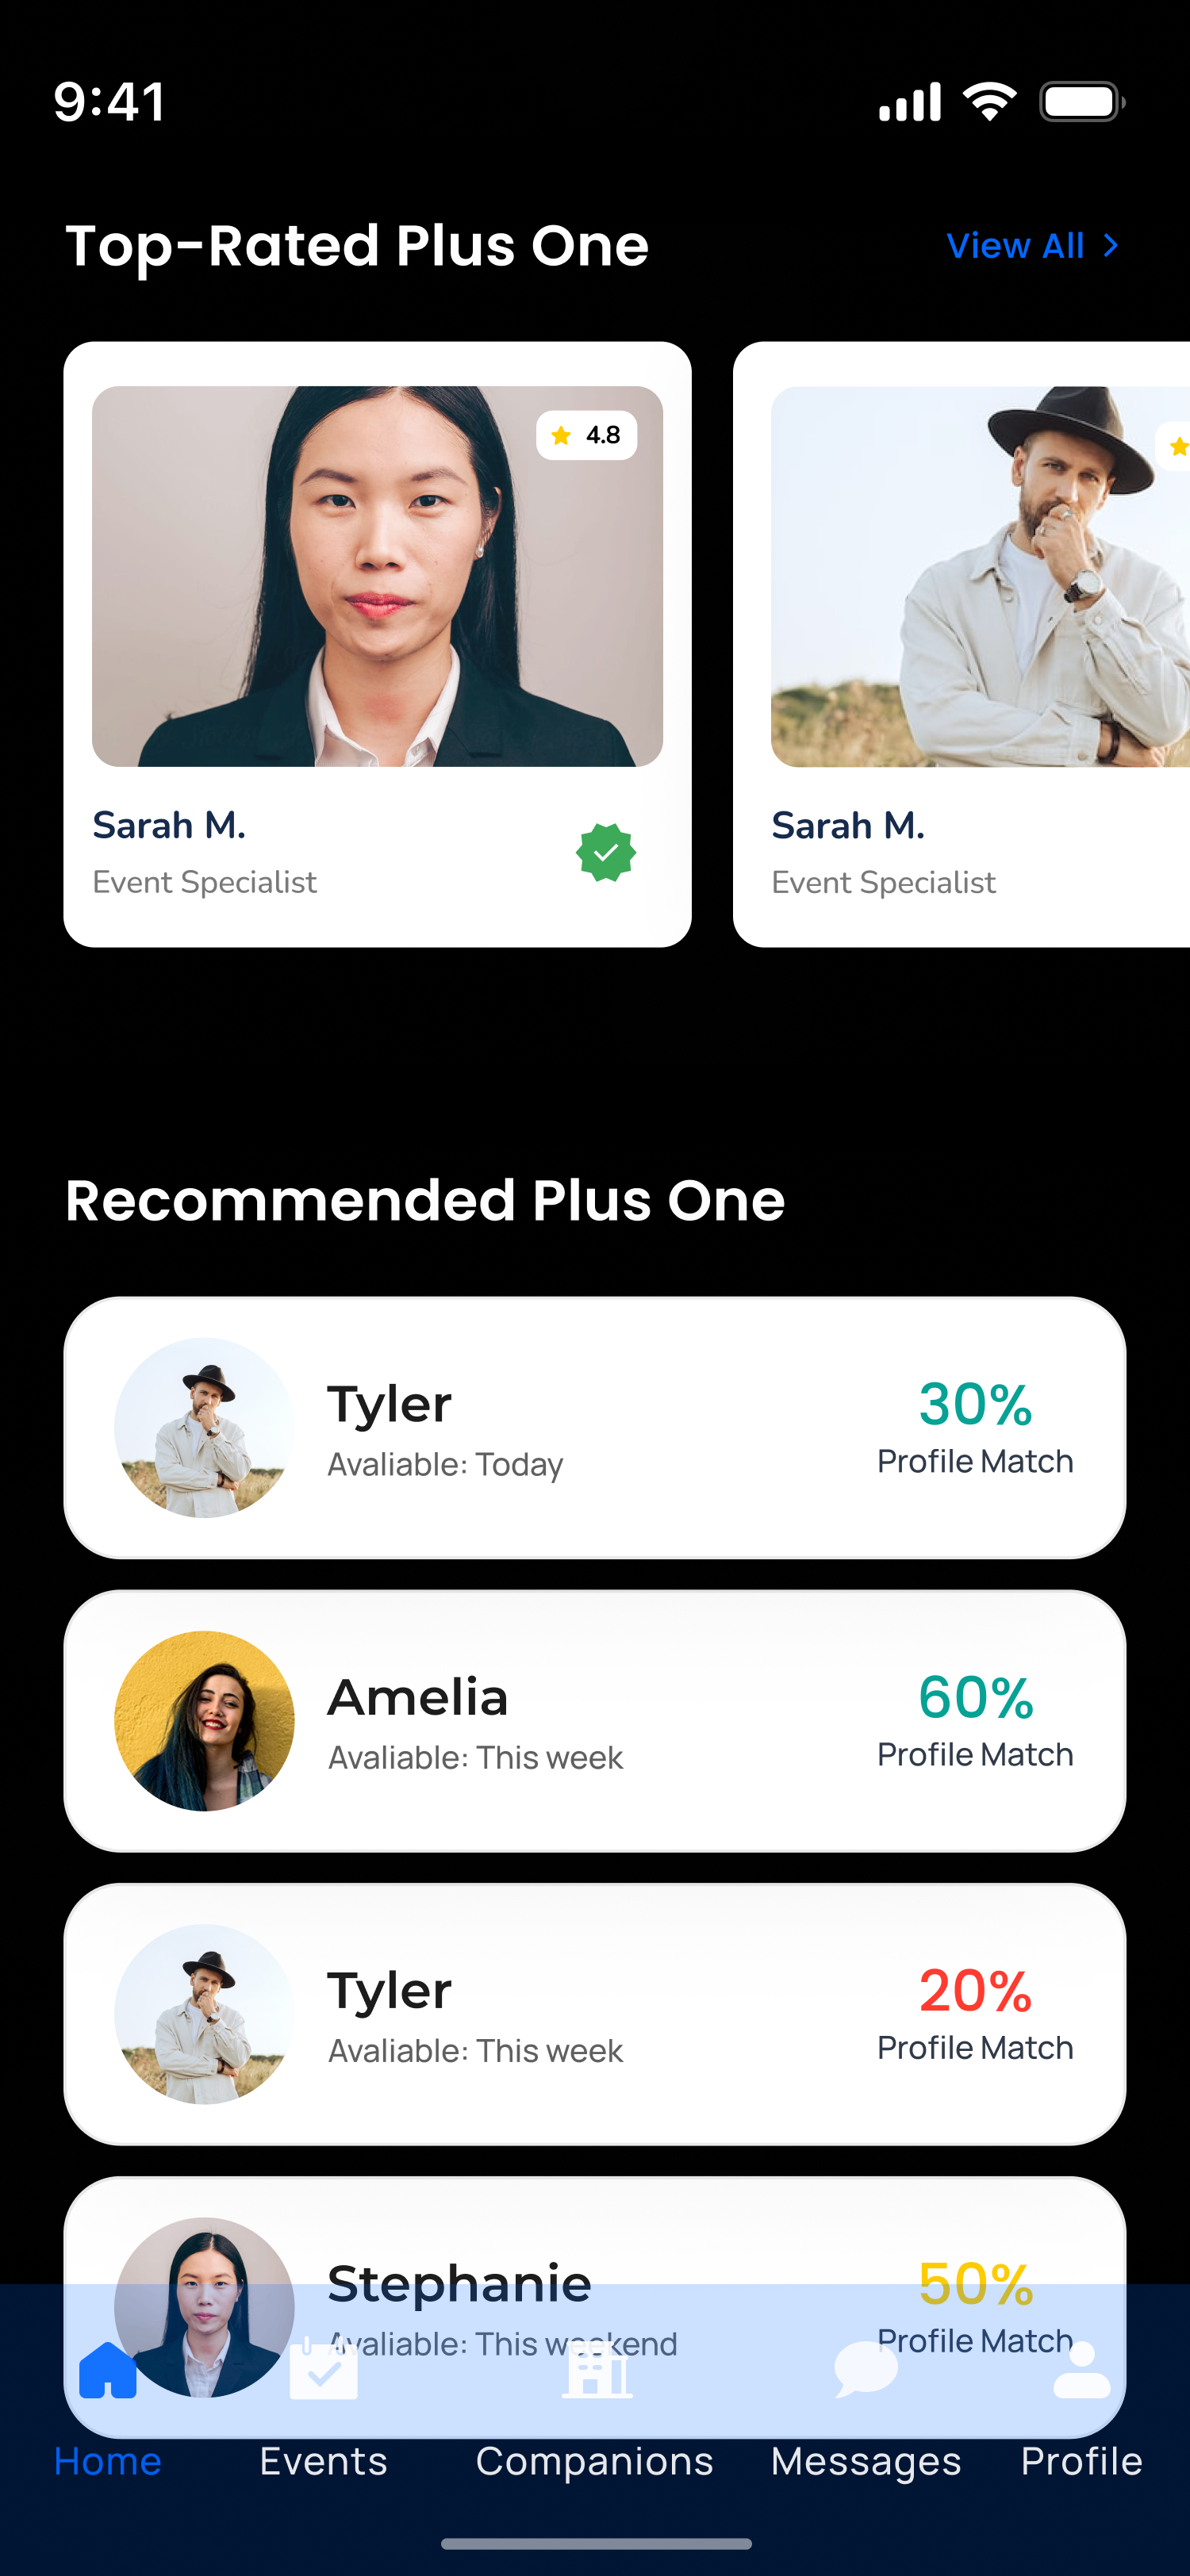 9:41
Top-Rated Plus One
View All
4.8
Sarah M.
Event Specialist
Sarah M.
Event Specialist
Recommended Plus One
Tyler
Avaliable: Today
30%
Profile Match
Amelia
Avaliable: This week
60%
Profile Match
Tyler
Avaliable: This week
20%
Profile Match
Stephanie
Avaliable: This weekend
50%
Profile Match
Home
Events
Companions
Messages
Profile